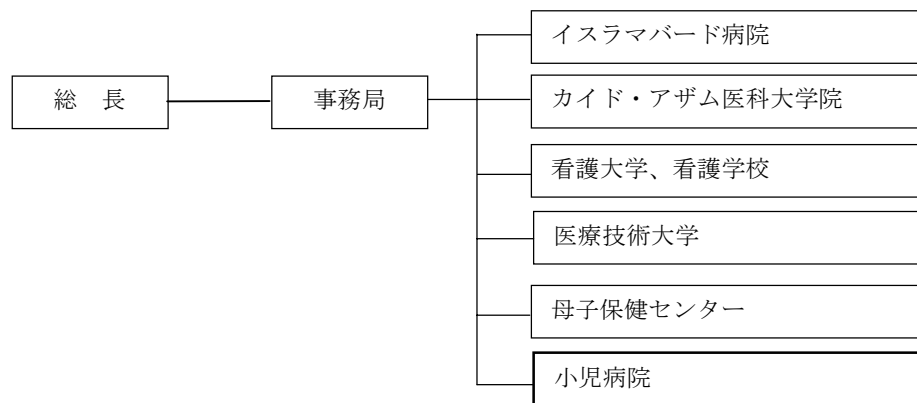 総　長
事務局
イスラマバード病院
カイド・アザム医科大学院
看護大学、看護学校
医療技術大学
母子保健センター
小児病院